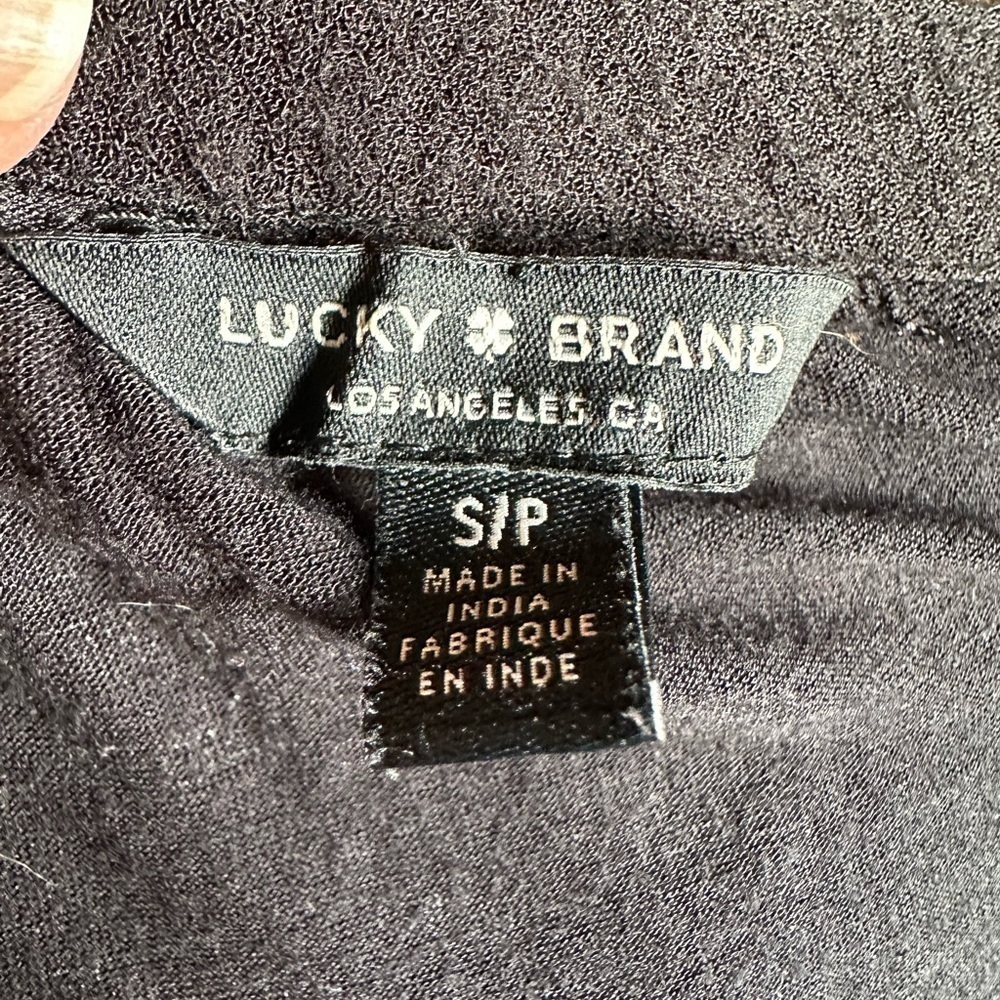 LUCKY BRAND
LOS ANGELES, CA
S/P
MADE IN
INDIA
FABRIQUE
EN INDE